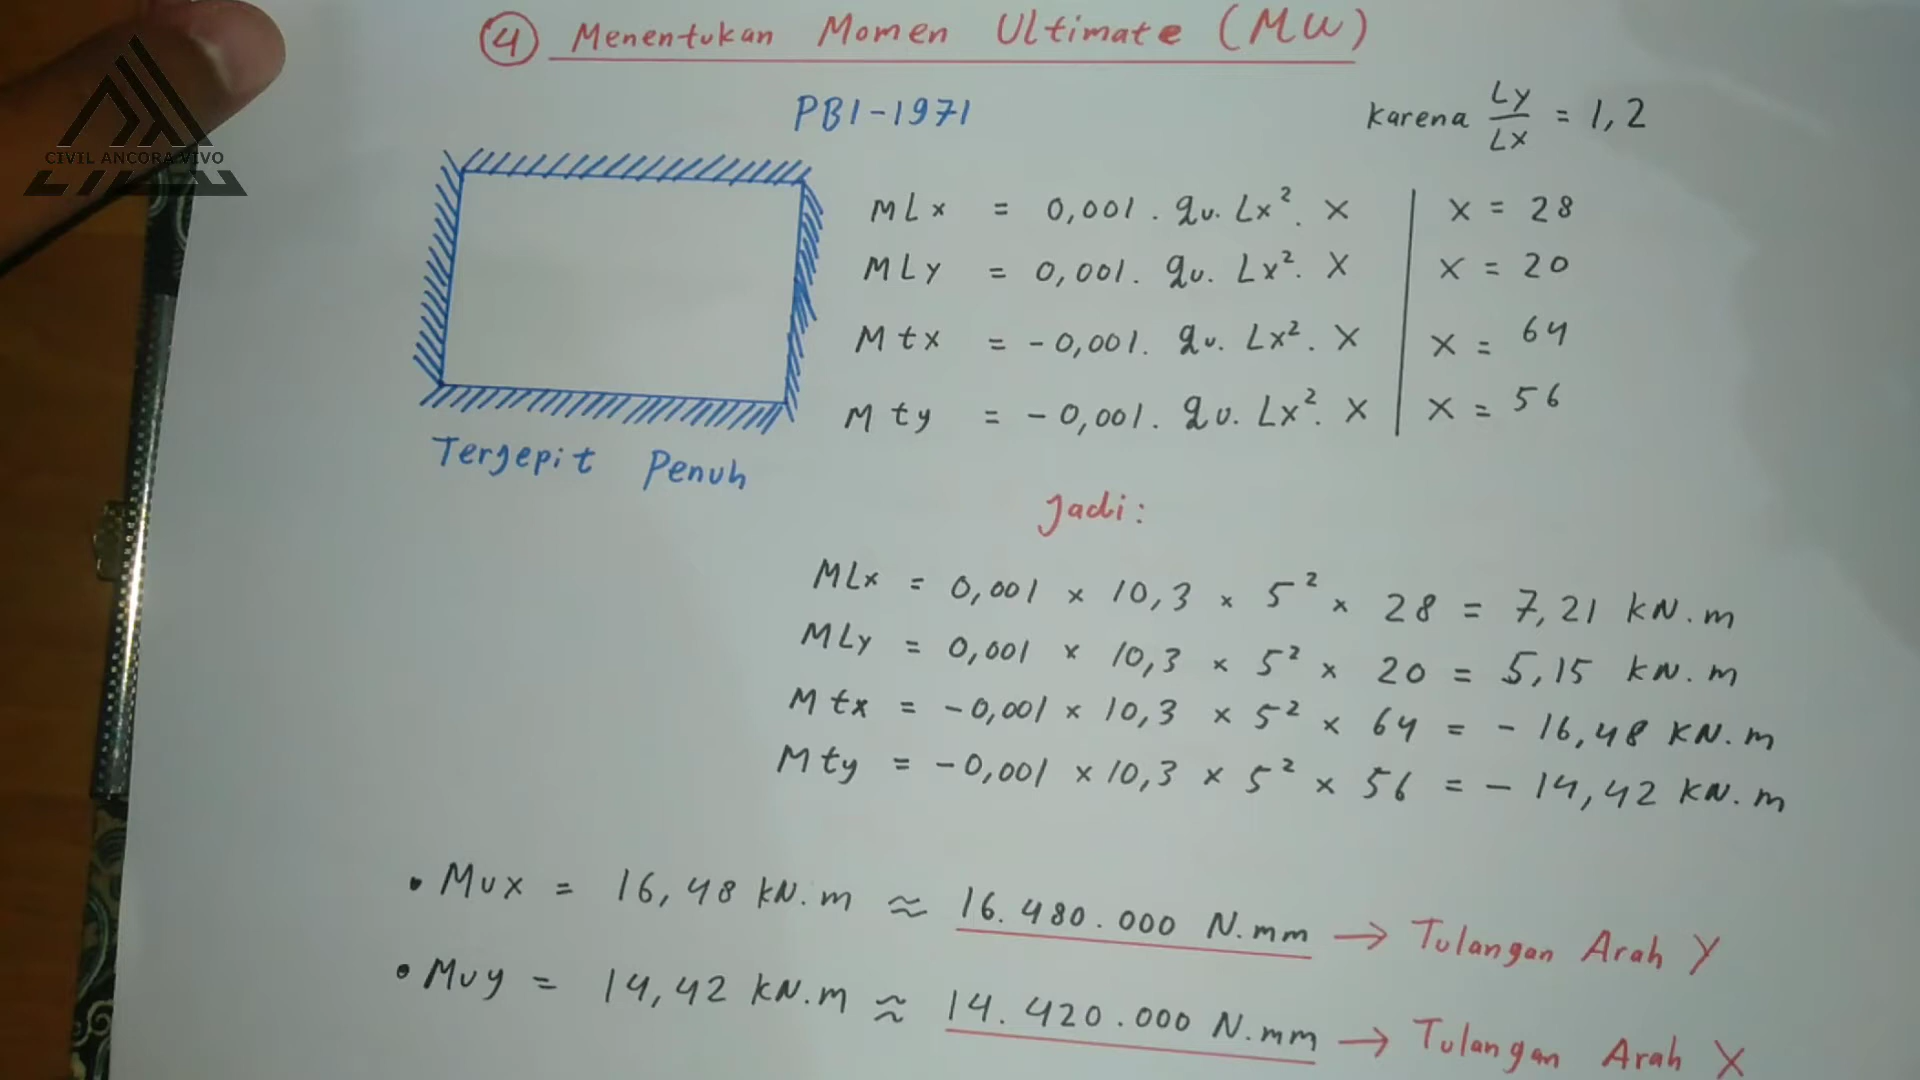 ④ Menentukan Momen Ultimate (MU)
CIVIL ANCORA VIVO
PBI-1971
karena Ly/Lx = 1,2
MLx = 0,001 . qu. Lx². X | X = 28
MLy = 0,001. qu. Lx². X | X = 20
Mtx = -0,001. qu. Lx². X | X = 64
Mty = -0,001. qu. Lx². X | X = 56
Tergepit Penuh
Jadi:
MLx = 0,001 × 10,3 × 5² × 28 = 7,21 kN.m
MLy = 0,001 × 10,3 × 5² × 20 = 5,15 kN.m
Mtx = -0,001 × 10,3 × 5² × 64 = - 16,48 KN.m
Mty = -0,001 × 10,3 × 5² × 56 = - 14,42 KN.m
• Mux = 16,48 kN.m ≈ 16.480.000 N.mm → Tulangan Arah Y
• Muy = 14,42 kN.m ≈ 14.420.000 N.mm → Tulangan Arah X